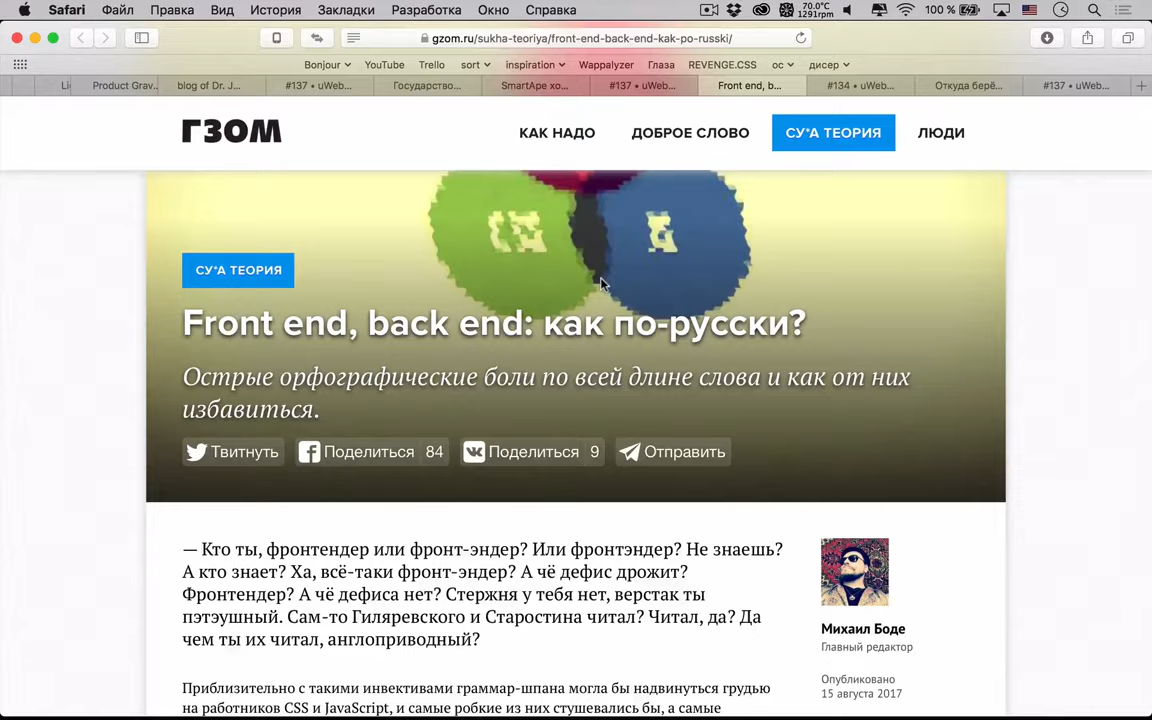 Safari Файл Правка Вид История Закладки Разработка Окно Справка 70.0°C 1291rpm 100 %
gzom.ru/sukha-teoriya/front-end-back-end-kak-po-russki/
Bonjour YouTube Trello sort inspiration Wappalyzer Глаза REVENGE.CSS ос дисер
Li Product Grav... blog of Dr. J... #137 • uWeb... Государство... SmartApe хо... #137 • uWeb... Front end, b... #134 • uWeb... Откуда берё... #137 • uWeb...
ГЗОМ КАК НАДО ДОБРОЕ СЛОВО СУ*А ТЕОРИЯ ЛЮДИ
СУ*А ТЕОРИЯ
Front end, back end: как по-русски?
Острые орфографические боли по всей длине слова и как от них
избавиться.
Твитнуть Поделиться 84 Поделиться 9 Отправить
— Кто ты, фронтендер или фронт-эндер? Или фронтэндер? Не знаешь?
А кто знает? Ха, всё-таки фронт-эндер? А чё дефис дрожит?
Фронтендер? А чё дефиса нет? Стержня у тебя нет, верстак ты
пэтэушный. Сам-то Гиляревского и Старостина читал? Читал, да? Да
чем ты их читал, англоприводный?
Михаил Боде
Главный редактор
Опубликовано
15 августа 2017
Приблизительно с такими инвективами граммар-шпана могла бы надвинуться грудью
на работников CSS и JavaScript, и самые робкие из них стушевались бы, а самые